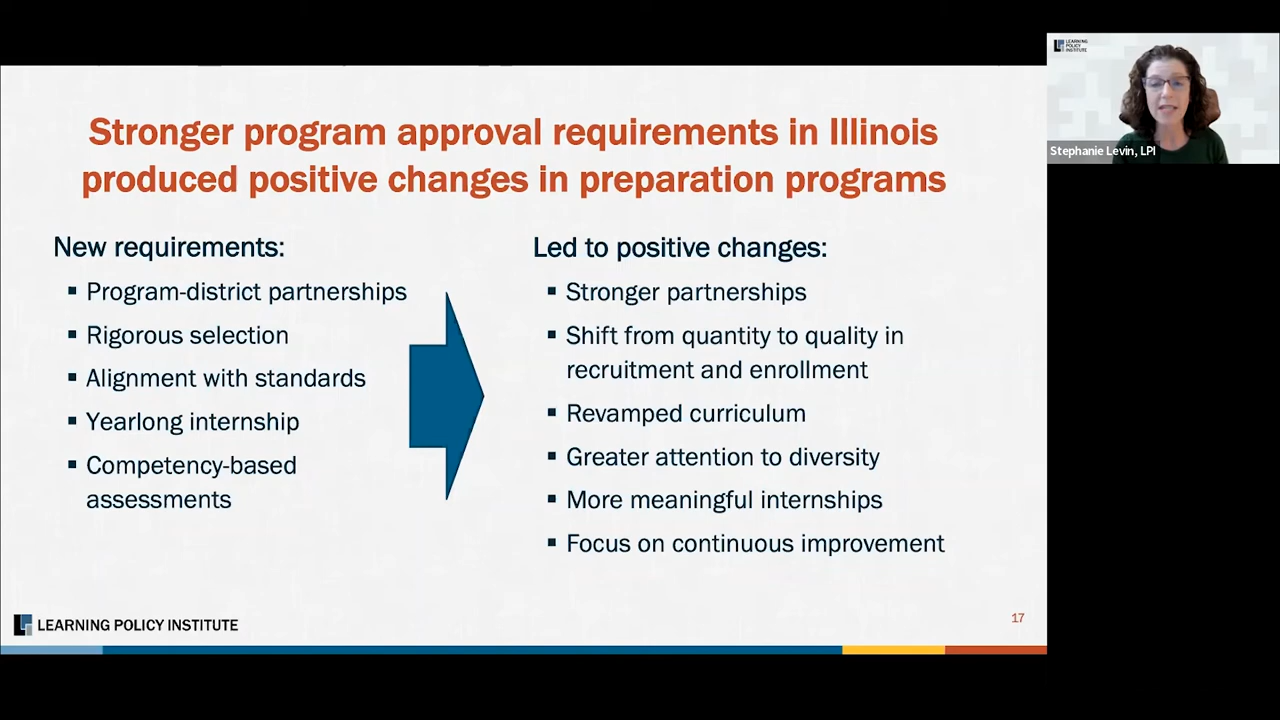 Stronger program approval requirements in Illinois
produced positive changes in preparation programs
New requirements:
▪ Program-district partnerships
▪ Rigorous selection
▪ Alignment with standards
▪ Yearlong internship
▪ Competency-based
assessments
Led to positive changes:
▪ Stronger partnerships
▪ Shift from quantity to quality in
recruitment and enrollment
▪ Revamped curriculum
▪ Greater attention to diversity
▪ More meaningful internships
▪ Focus on continuous improvement
LEARNING POLICY INSTITUTE
17
LEARNING
POLICY
INSTITUTE
Stephanie Levin, LPI